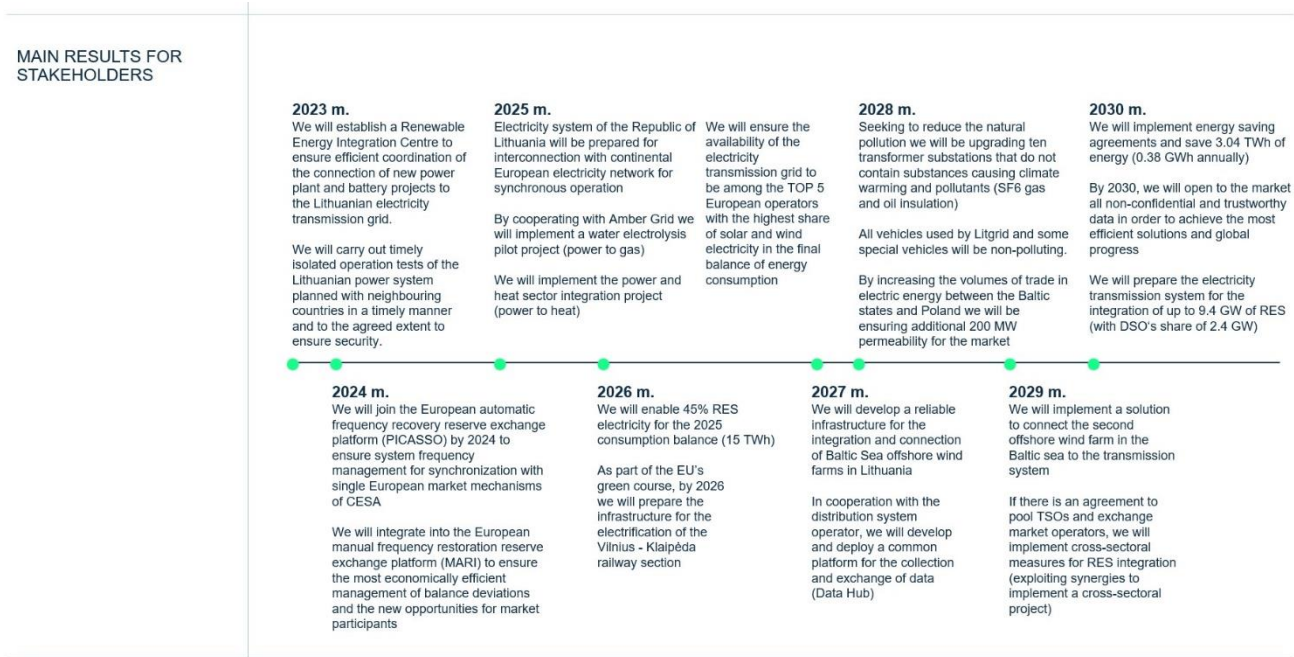 MAIN RESULTS FOR
STAKEHOLDERS
2023 m.
We will establish a Renewable
Energy Integration Centre to
ensure efficient coordination of
the connection of new power
plant and battery projects to
the Lithuanian electricity
transmission grid.
We will carry out timely
isolated operation tests of the
Lithuanian power system
planned with neighbouring
countries in a timely manner
and to the agreed extent to
ensure security.
2025 m.
Electricity system of the Republic of
Lithuania will be prepared for
interconnection with continental
European electricity network for
synchronous operation
By cooperating with Amber Grid we
will implement a water electrolysis
pilot project (power to gas)
We will implement the power and
heat sector integration project
(power to heat)
We will ensure the
availability of the
electricity
transmission grid to
be among the TOP 5
European operators
with the highest share
of solar and wind
electricity in the final
balance of energy
consumption
2028 m.
Seeking to reduce the natural
pollution we will be upgrading ten
transformer substations that do not
contain substances causing climate
warming and pollutants (SF6 gas
and oil insulation)
All vehicles used by Litgrid and some
special vehicles will be non-polluting.
By increasing the volumes of trade in
electric energy between the Baltic
states and Poland we will be
ensuring additional 200 MW
permeability for the market
2030 m.
We will implement energy saving
agreements and save 3.04 TWh of
energy (0.38 GWh annually)
By 2030, we will open to the market
all non-confidential and trustworthy
data in order to achieve the most
efficient solutions and global
progress
We will prepare the electricity
transmission system for the
integration of up to 9.4 GW of RES
(with DSO's share of 2.4 GW)
2024 m.
We will join the European automatic
frequency recovery reserve exchange
platform (PICASSO) by 2024 to
ensure system frequency
management for synchronization with
single European market mechanisms
of CESA
We will integrate into the European
manual frequency restoration reserve
exchange platform (MARI) to ensure
the most economically efficient
management of balance deviations
and the new opportunities for market
participants
2026 m.
We will enable 45% RES
electricity for the 2025
consumption balance (15 TWh)
As part of the EU's
green course, by 2026
we will prepare the
infrastructure for the
electrification of the
Vilnius - Klaipėda
railway section
2027 m.
We will develop a reliable
infrastructure for the
integration and connection
of Baltic Sea offshore wind
farms in Lithuania
In cooperation with the
distribution system
operator, we will develop
and deploy a common
platform for the collection
and exchange of data
(Data Hub)
2029 m.
We will implement a solution
to connect the second
offshore wind farm in the
Baltic sea to the transmission
system
If there is an agreement to
pool TSOs and exchange
market operators, we will
implement cross-sectoral
measures for RES integration
(exploiting synergies to
implement a cross-sectoral
project)